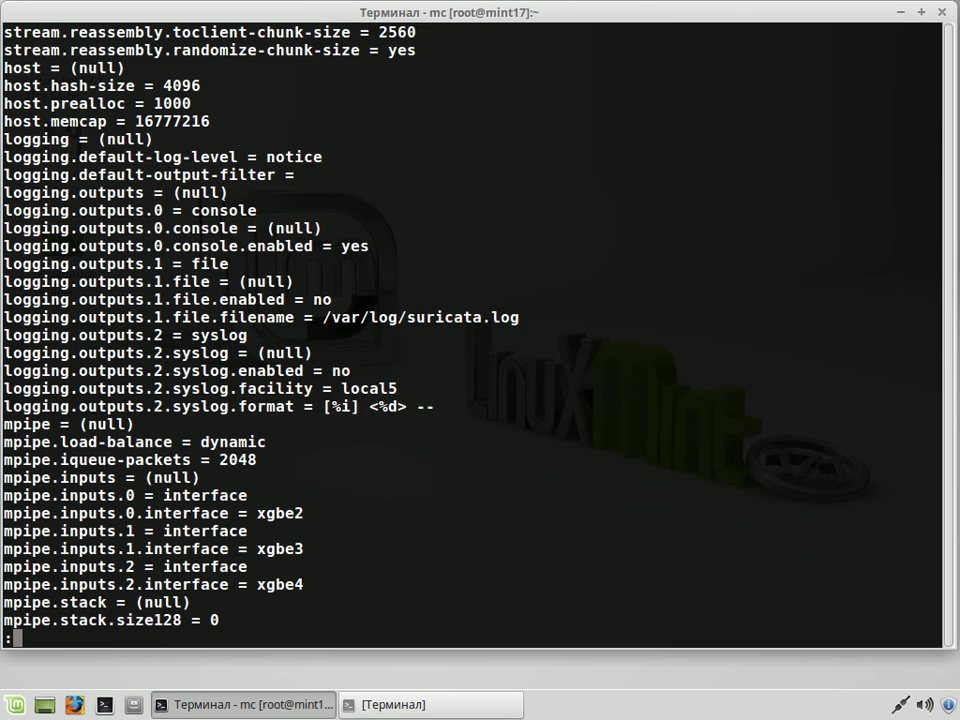 Терминал - mc [root@mint17]:~
stream.reassembly.toclient-chunk-size = 2560
stream.reassembly.randomize-chunk-size = yes
host = (null)
host.hash-size = 4096
host.prealloc = 1000
host.memcap = 16777216
logging = (null)
logging.default-log-level = notice
logging.default-output-filter =
logging.outputs = (null)
logging.outputs.0 = console
logging.outputs.0.console = (null)
logging.outputs.0.console.enabled = yes
logging.outputs.1 = file
logging.outputs.1.file = (null)
logging.outputs.1.file.enabled = no
logging.outputs.1.file.filename = /var/log/suricata.log
logging.outputs.2 = syslog
logging.outputs.2.syslog = (null)
logging.outputs.2.syslog.enabled = no
logging.outputs.2.syslog.facility = local5
logging.outputs.2.syslog.format = [%i] <%d> --
mpipe = (null)
mpipe.load-balance = dynamic
mpipe.iqueue-packets = 2048
mpipe.inputs = (null)
mpipe.inputs.0 = interface
mpipe.inputs.0.interface = xgbe2
mpipe.inputs.1 = interface
mpipe.inputs.1.interface = xgbe3
mpipe.inputs.2 = interface
mpipe.inputs.2.interface = xgbe4
mpipe.stack = (null)
mpipe.stack.size128 = 0
:
LinuxMint
17.1
Терминал - mc [root@mint1...
[Терминал]